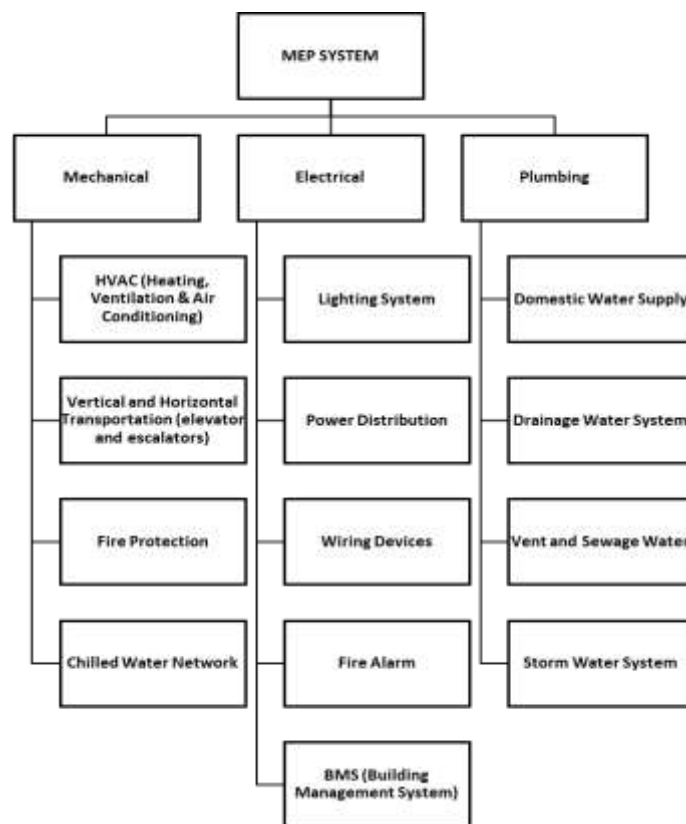 MEP SYSTEM
Mechanical
Electrical
Plumbing
HVAC (Heating,
Ventilation & Air
Conditioning)
Lighting System
Domestic Water Supply
Vertical and Horizontal
Transportation (elevator
and escalators)
Power Distribution
Drainage Water System
Fire Protection
Wiring Devices
Vent and Sewage Water
Chilled Water Network
Fire Alarm
Storm Water System
BMS (Building
Management System)